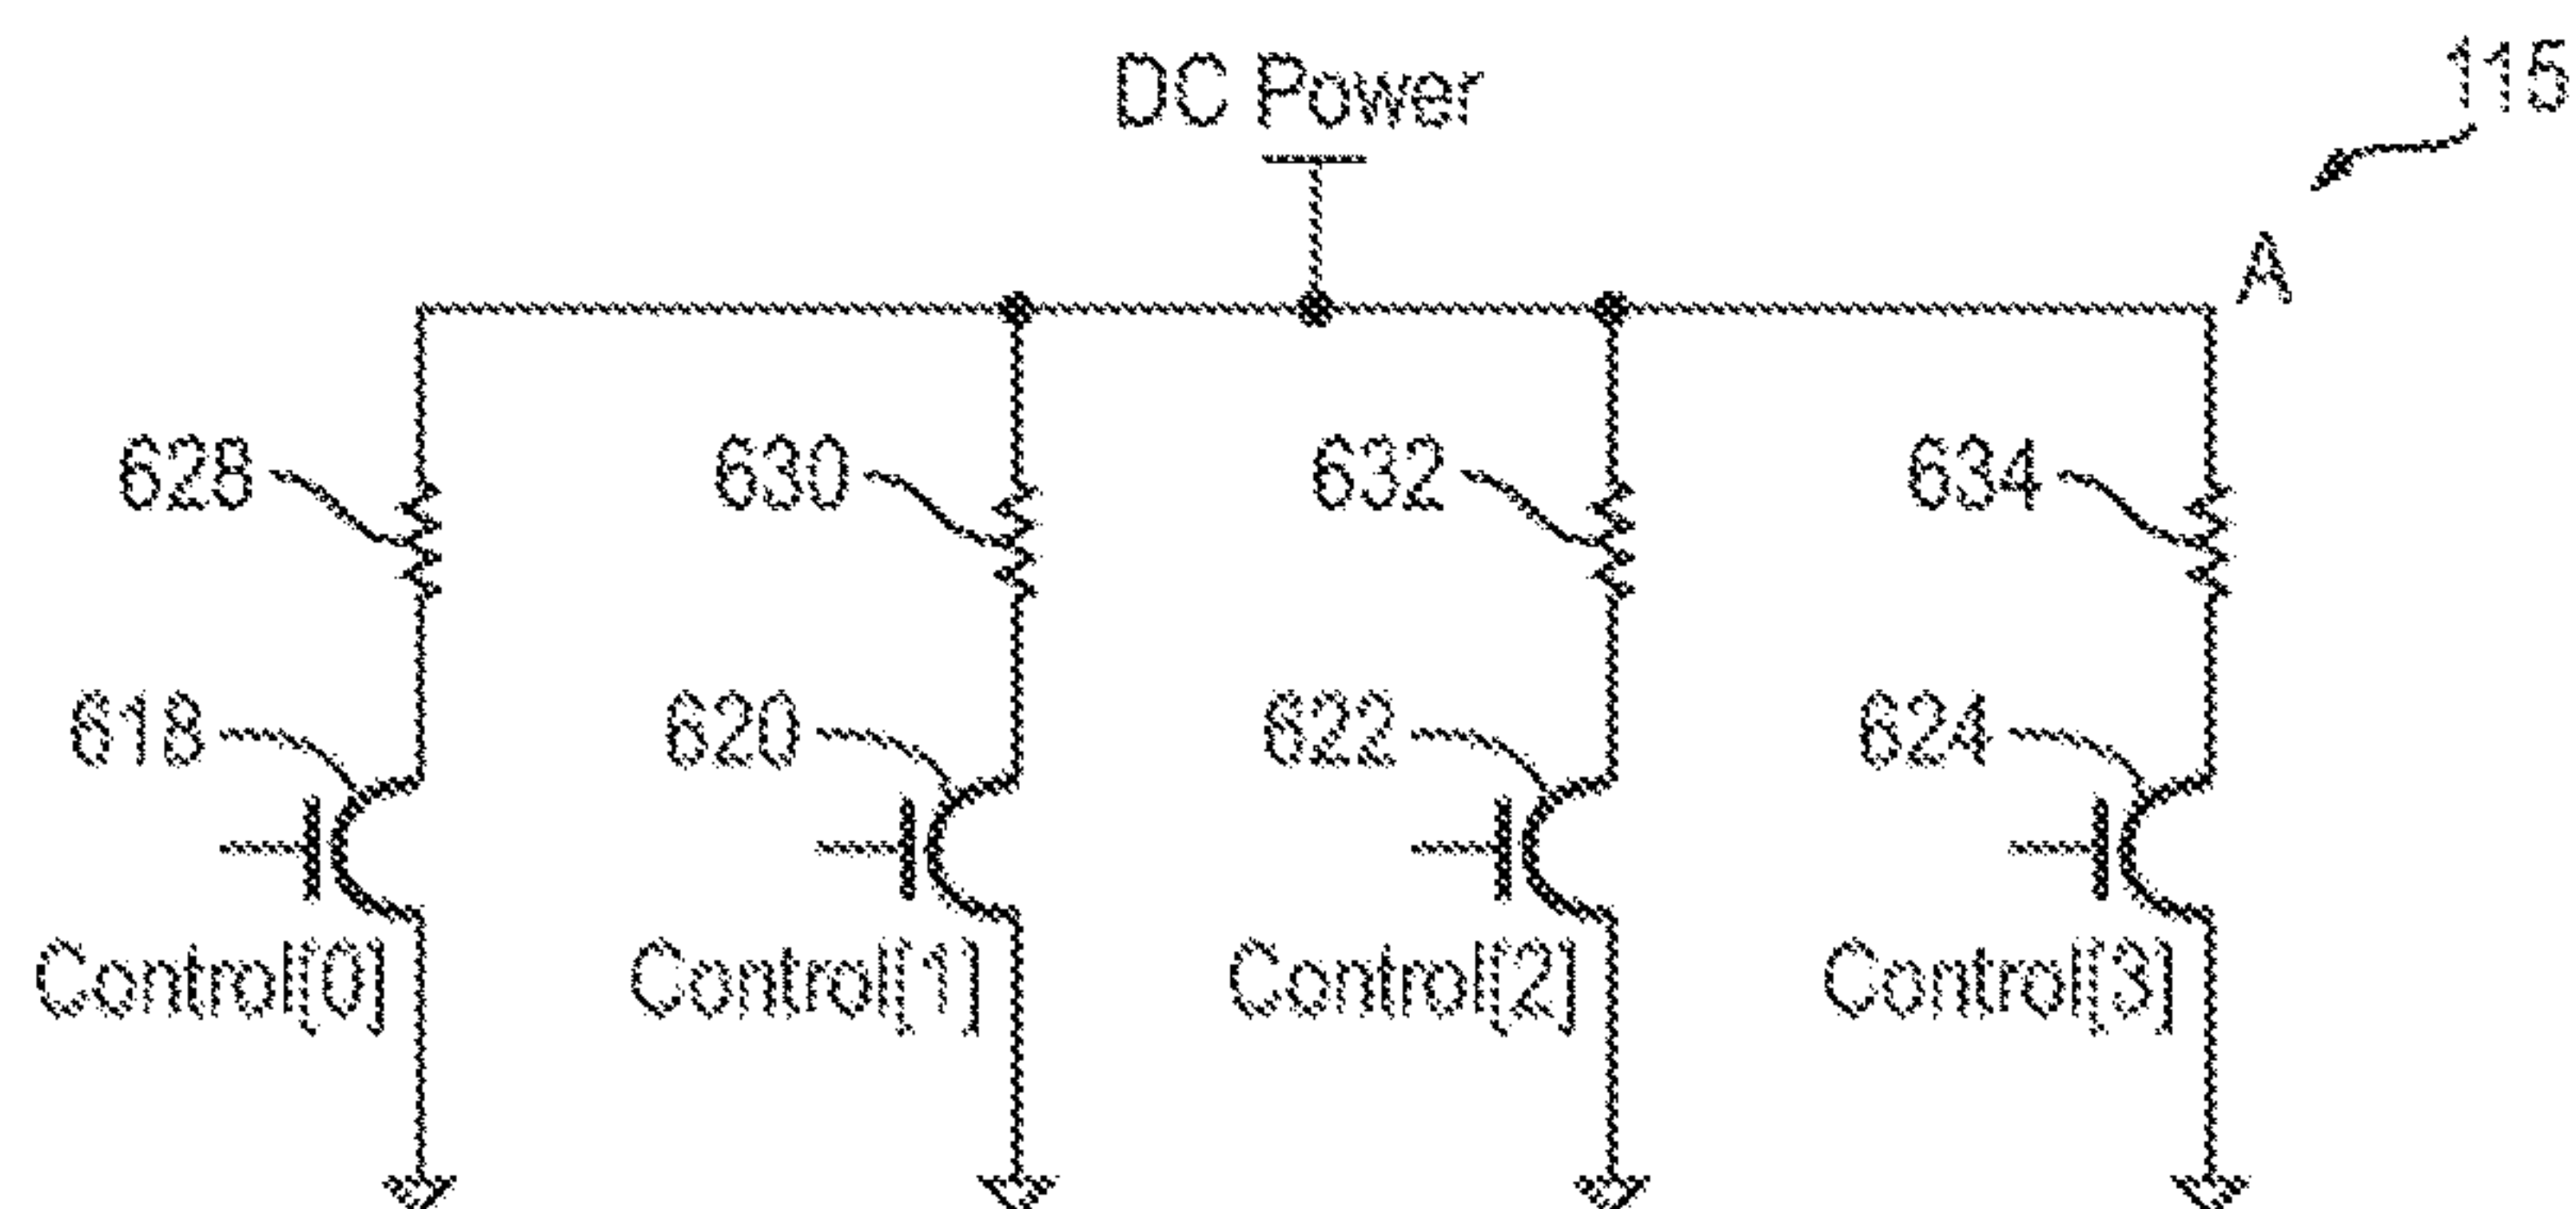 DC Power
115
A
628
630
632
634
618
620
622
624
Control[0]
Control[1]
Control[2]
Control[3]